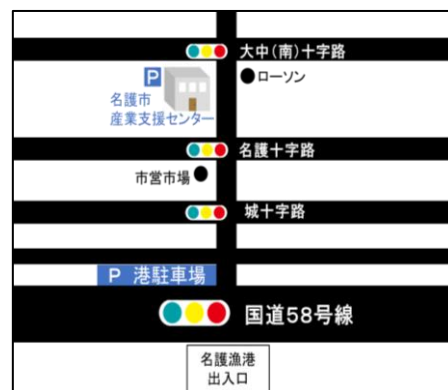 大中(南)十字路
P
●ローソン
名護市
産業支援センター
名護十字路
市営市場●
城十字路
P 港駐車場
国道58号線
名護漁港
出入口